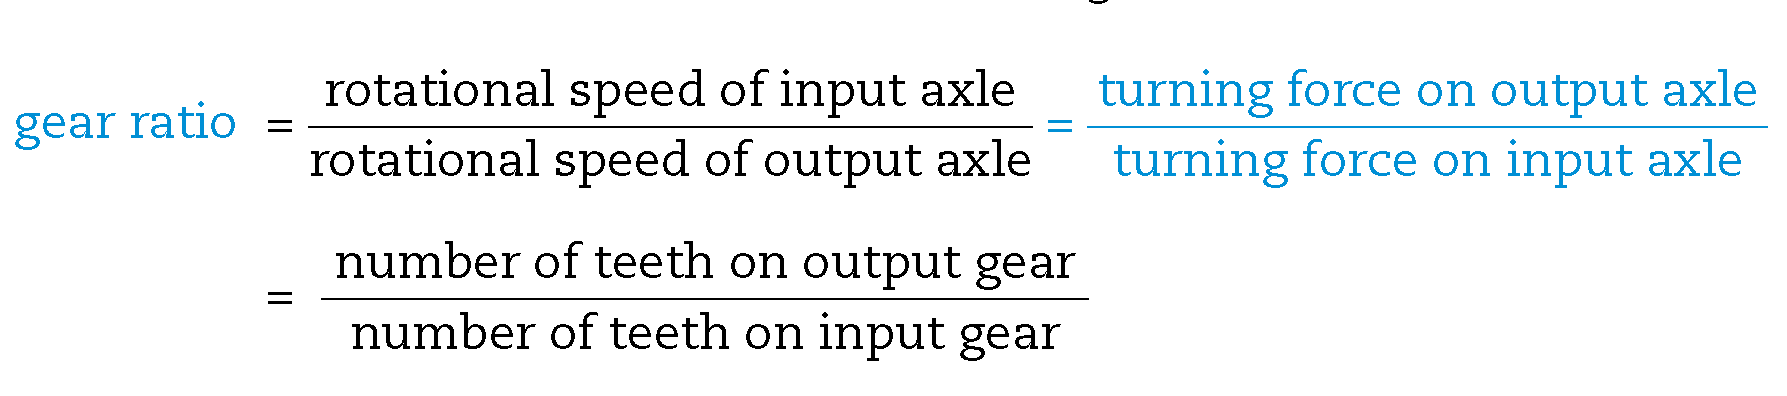 gear ratio = rotational speed of input axle / rotational speed of output axle = turning force on output axle / turning force on input axle
= number of teeth on output gear / number of teeth on input gear